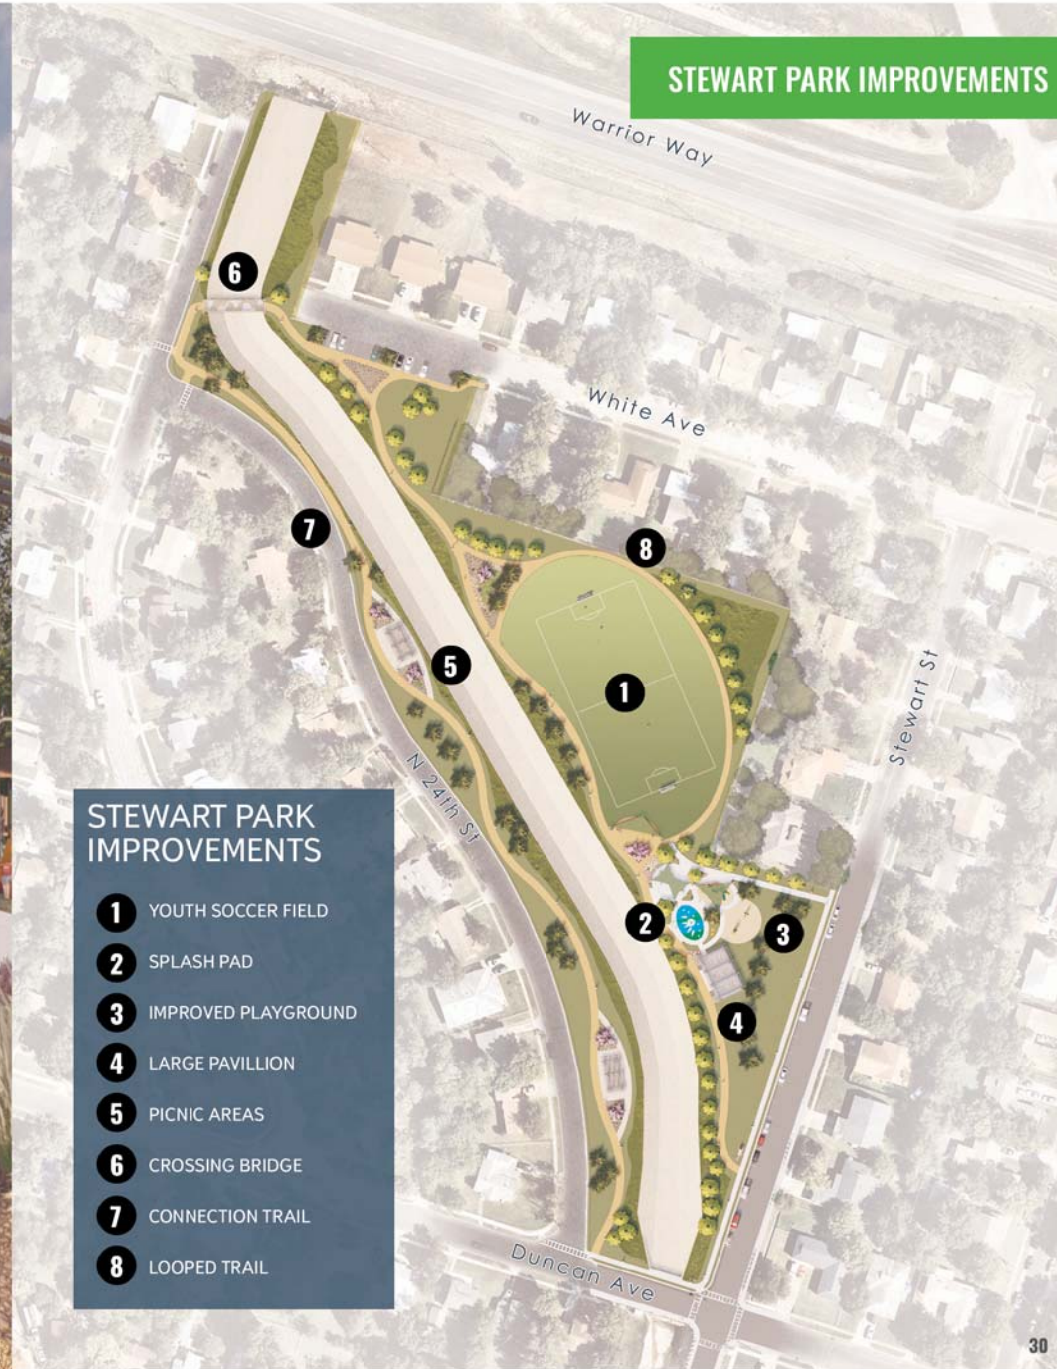 STEWART PARK IMPROVEMENTS
Warrior Way
6
White Ave
7
8
5
1
Stewart St
N 24th St
STEWART PARK
IMPROVEMENTS
1 YOUTH SOCCER FIELD
2 SPLASH PAD
3 IMPROVED PLAYGROUND
4 LARGE PAVILLION
5 PICNIC AREAS
6 CROSSING BRIDGE
7 CONNECTION TRAIL
8 LOOPED TRAIL
2
3
4
Duncan Ave
30